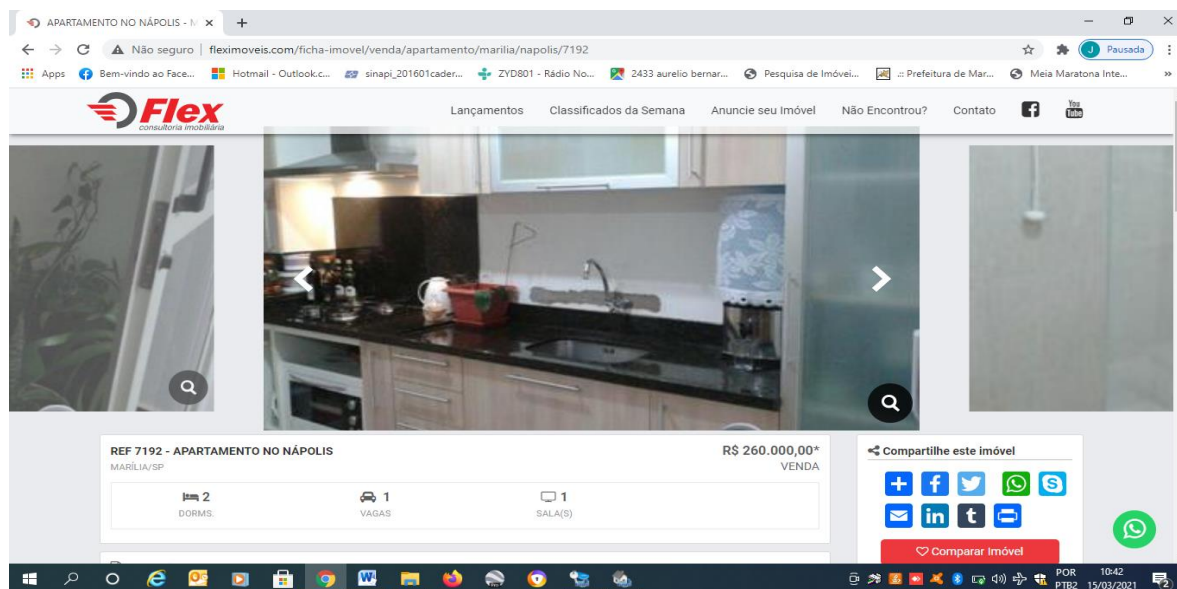 APARTAMENTO NO NÁPOLIS - M
Não seguro | fleximoveis.com/ficha-imovel/venda/apartamento/marilia/napolis/7192
J Pausada
Apps Bem-vindo ao Face... Hotmail - Outlook.c... sinapi_201601cader... ZYD801 - Rádio No... 2433 aurelio bernar... Pesquisa de Imóvei... .:: Prefeitura de Mar... Meia Maratona Inte... »
Flex
consultoria imobiliária
Lançamentos Classificados da Semana Anuncie seu Imóvel Não Encontrou? Contato You Tube
REF 7192 - APARTAMENTO NO NÁPOLIS R$ 260.000,00*
MARÍLIA/SP VENDA
2 1 1
DORMS. VAGAS SALA(S)
Compartilhe este imóvel
Comparar Imóvel
POR 10:42
PTB2 15/03/2021